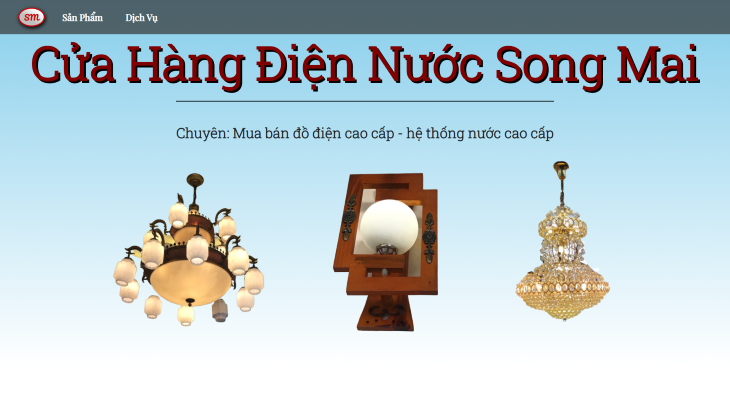 sm
Sản Phẩm
Dịch Vụ
Cửa Hàng Điện Nước Song Mai
Chuyên: Mua bán đồ điện cao cấp - hệ thống nước cao cấp